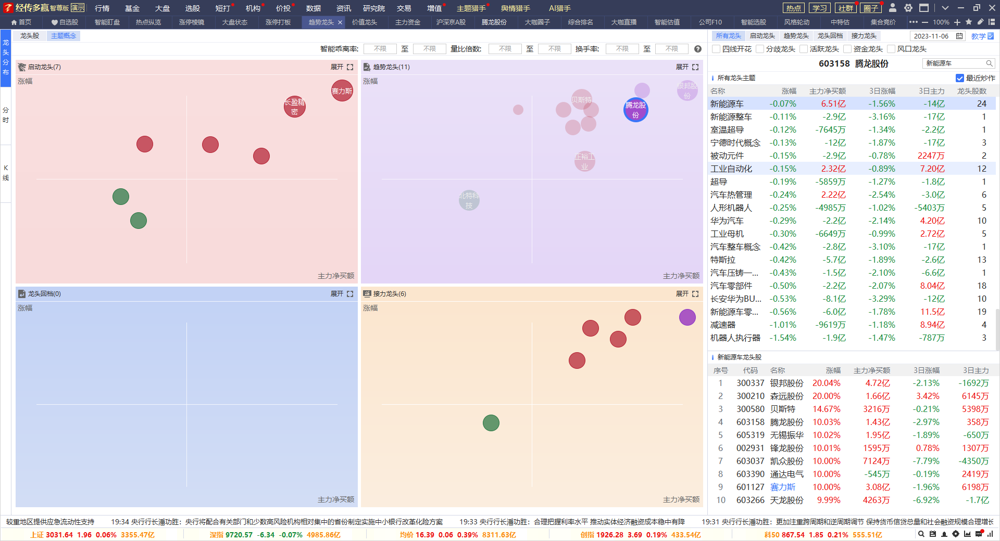 经传多赢 智尊版 演示 行情 基金 大盘 选股 短打 机构 价投 数据 资讯 研究院 交易 增值 主题猎手 舆情猎手 AI猎手 热点 学习 社群 圈子
首页 自选股 智能盯盘 热点纵览 涨停棱镜 大盘状态 涨停打板 趋势龙头 价值龙头 主力资金 沪深京A股 腾龙股份 大咖圈子 综合排名 大咖直播 智能估值 公司F10 智能选股 风格轮动 中特估 集合竞价 100%
龙头分布
分时
K线
龙头股 主题概念
智能乖离率: 不限 至 不限 量比倍数: 不限 至 不限 换手率: 不限 至 不限
启动龙头(7) 展开
涨幅
赛力斯
长盈精密
主力净买额
趋势龙头(11) 展开
涨幅
银邦股份
贝斯特
腾龙股份
正裕工业
北特科技
主力净买额
龙头回档(0) 展开
涨幅
主力净买额
接力龙头(6) 展开
涨幅
主力净买额
所有龙头 启动龙头 趋势龙头 龙头回档 接力龙头 2023-11-06 教学
四线开花 分歧龙头 活跃龙头 资金龙头 风口龙头
603158 腾龙股份 新能源车
所有龙头主题 最近炒作
名称 涨幅 主力净买额 3日涨幅 3日主力 龙头股数
新能源车 -0.07% 6.51亿 -1.56% -14亿 24
新能源整车 -0.11% -2.9亿 -3.16% -17亿 1
室温超导 -0.12% -7645万 -1.34% -2.2亿 1
宁德时代概念 -0.13% -12亿 -1.87% -17亿 3
被动元件 -0.15% -2.9亿 -0.78% 2247万 2
工业自动化 -0.15% 2.32亿 -0.89% 7.20亿 12
超导 -0.19% -5859万 -1.27% -1.8亿 1
汽车热管理 -0.24% 2.22亿 -2.54% -3.0亿 6
人形机器人 -0.25% -4985万 -1.02% -5403万 5
华为汽车 -0.29% -2.2亿 -2.14% 4.20亿 10
工业母机 -0.30% -6649万 -0.99% 2.72亿 5
汽车整车概念 -0.42% -2.8亿 -3.10% -17亿 1
特斯拉 -0.42% -5.7亿 -1.89% -2.6亿 13
汽车压铸一... -0.43% -1.5亿 -2.10% -6.6亿 1
汽车零部件 -0.50% -2.2亿 -2.07% 8.04亿 18
长安华为BU... -0.53% -8.1亿 -3.29% -12亿 10
新能源车零... -0.56% -6.0亿 -1.78% 11.5亿 19
减速器 -1.01% -9619万 -1.18% 8.94亿 4
机器人执行器 -1.54% -1.9亿 -1.47% -787万 3
新能源车龙头股
序号 代码 名称 涨幅 主力净买额 3日涨幅 3日主力
1 300337 银邦股份 20.04% 4.72亿 -2.13% -1692万
2 300210 森远股份 20.00% 1.66亿 3.42% 6145万
3 300580 贝斯特 14.67% 3216万 -0.21% 5398万
4 603158 腾龙股份 10.03% 1.43亿 -2.97% 358万
5 605319 无锡振华 10.02% 1.95亿 -1.89% -650万
6 002931 锋龙股份 10.01% 1595万 0.78% 1307万
7 603037 凯众股份 10.00% 7124万 -7.79% -4350万
8 603390 通达电气 10.00% -545万 -0.19% 2419万
9 601127 赛力斯 10.00% 3.08亿 -1.96% 6198万
10 603266 天龙股份 9.99% 4263万 -6.92% -1.7亿
较重地区提供应急流动性支持 19:34 央行行长潘功胜：央行将配合有关部门和少数高风险机构相对集中的省份制定实施中小银行改革化险方案 19:33 央行行长潘功胜：合理把握利率水平 推动实体经济融资成本稳中有降 19:31 央行行长潘功胜：更加注重跨周期和逆周期调节 保持货币信贷总量和社会融资规模合理增长
上证 3031.64 1.96 0.06% 3355.47亿 深指 9720.57 -6.34 -0.07% 4985.86亿 均价 16.39 0.06 0.39% 8311.63亿 创指 1926.28 3.69 0.19% 433.54亿 科50 867.54 1.85 0.21% 555.51亿